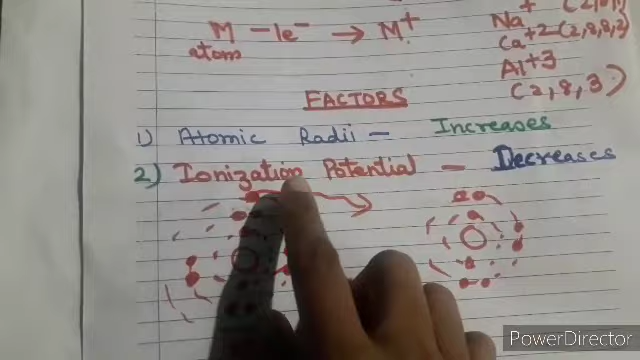 M – 1e⁻ → M⁺
atom
Na⁺
Ca⁺² (2,8,8,2)
Al⁺³
(2,8,3)
FACTORS
1) Atomic Radii – Increases
2) Ionization Potential – Decreases
PowerDirector